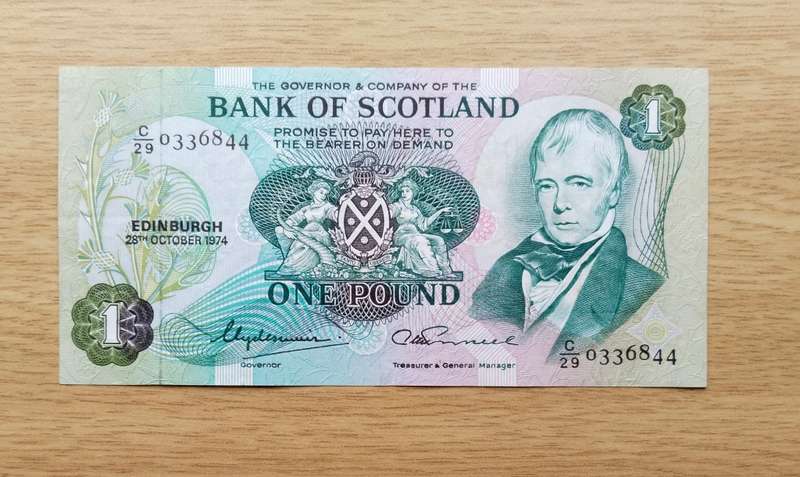 THE GOVERNOR & COMPANY OF THE
BANK OF SCOTLAND
PROMISE TO PAY HERE TO
THE BEARER ON DEMAND
C/29 0336844
1
EDINBURGH
28TH OCTOBER 1974
ONE POUND
1
Clydesmuir
Governor
Treasurer & General Manager
C/29 0336844